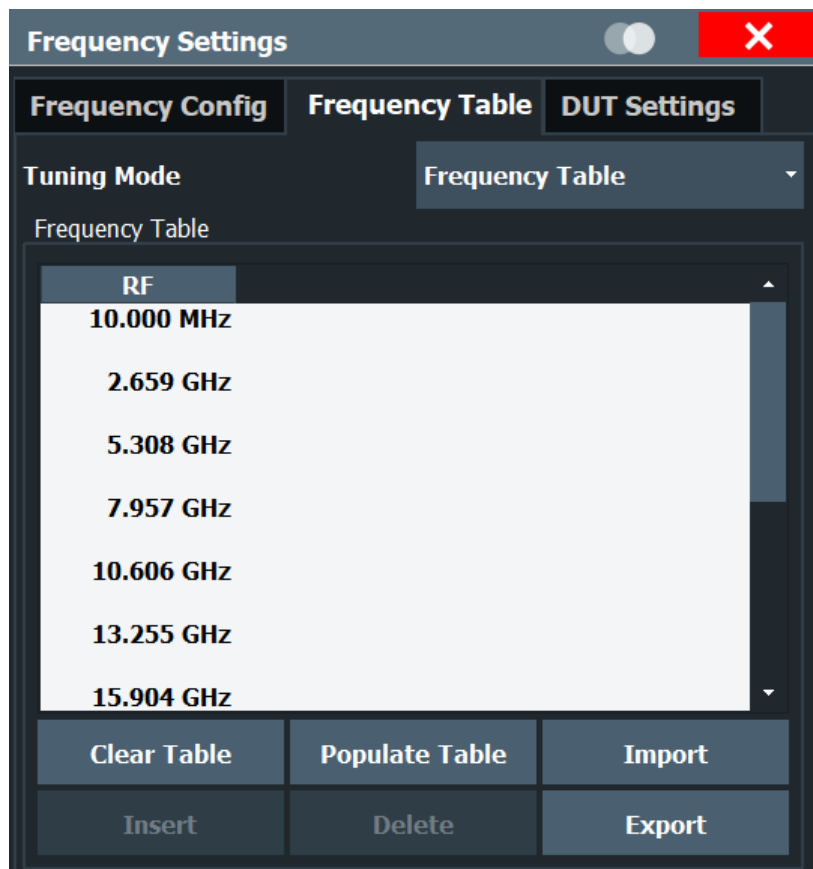 Frequency Settings
Frequency Config Frequency Table DUT Settings
Tuning Mode Frequency Table
Frequency Table
RF
10.000 MHz
2.659 GHz
5.308 GHz
7.957 GHz
10.606 GHz
13.255 GHz
15.904 GHz
Clear Table Populate Table Import
Insert Delete Export